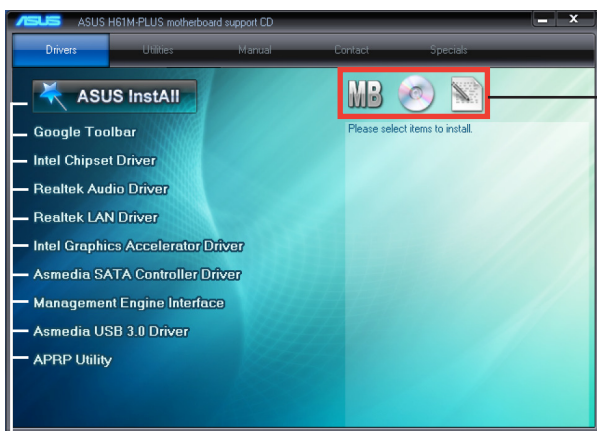 ASUS ASUS H61M-PLUS motherboard support CD
Drivers Utilities Manual Contact Specials
ASUS InstAll
MB
Please select items to install.
Google Toolbar
Intel Chipset Driver
Realtek Audio Driver
Realtek LAN Driver
Intel Graphics Accelerator Driver
Asmedia SATA Controller Driver
Management Engine Interface
Asmedia USB 3.0 Driver
APRP Utility